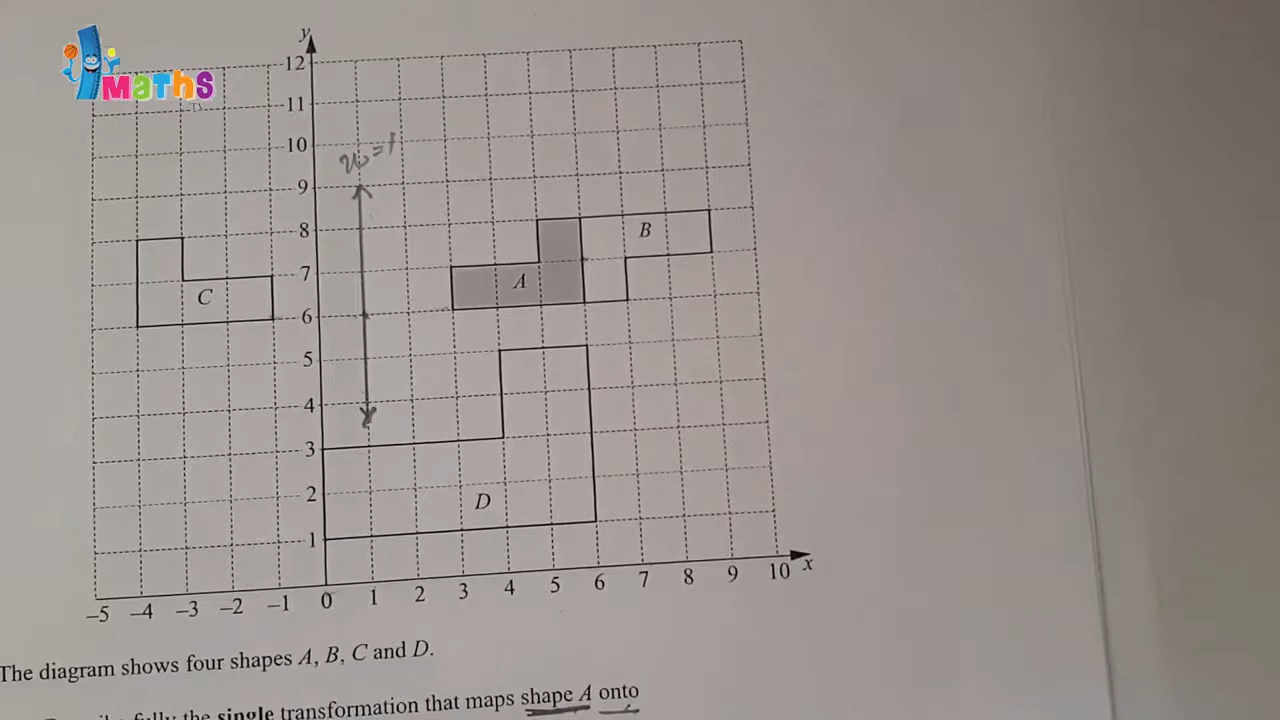 MATHS
y
12
11
10
9
8
7
6
5
4
3
2
1
=1
A
B
C
D
-5 -4 -3 -2 -1 0 1 2 3 4 5 6 7 8 9 10 x
The diagram shows four shapes A, B, C and D.
fully the single transformation that maps shape A onto